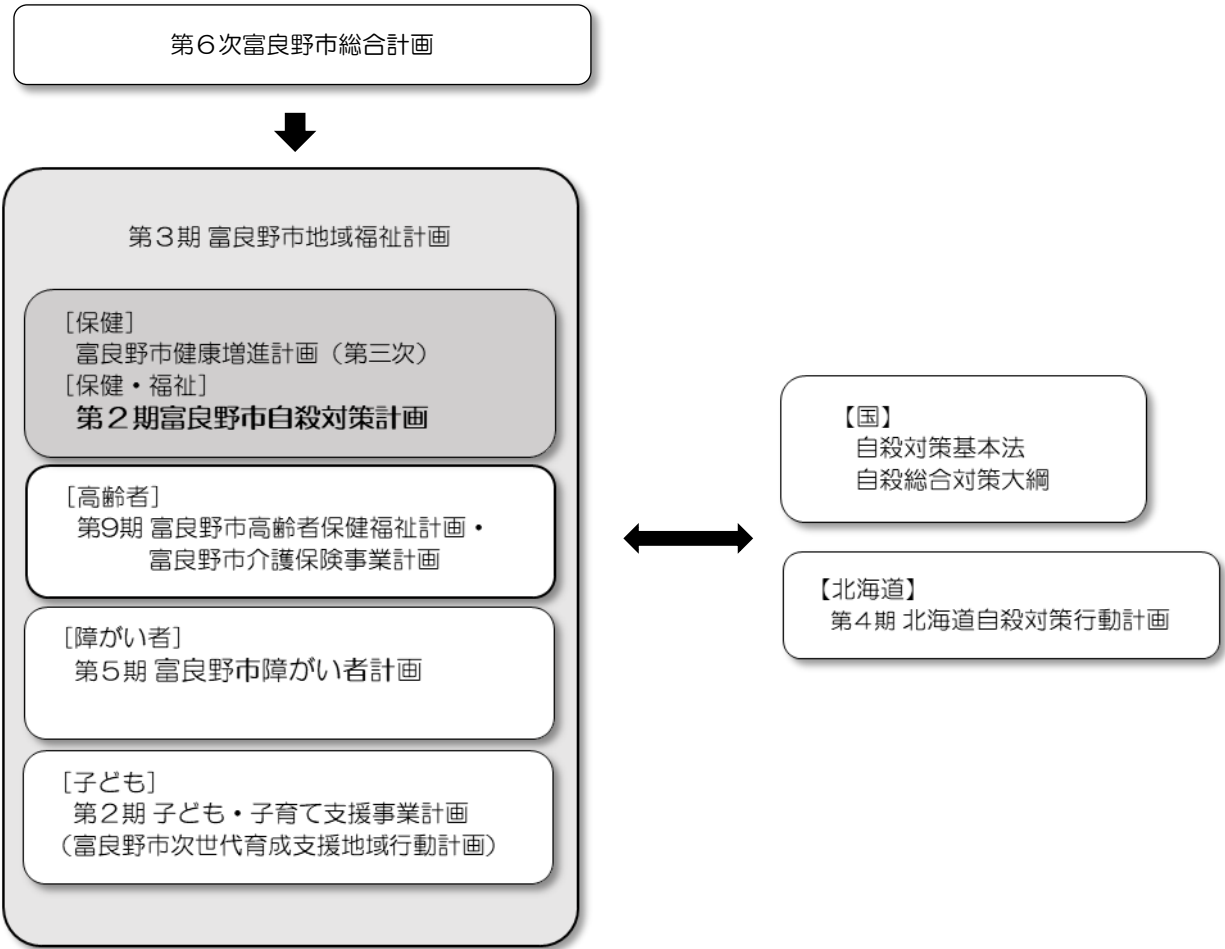 第６次富良野市総合計画
第３期 富良野市地域福祉計画
[保健]
富良野市健康増進計画（第三次）
[保健・福祉]
第２期富良野市自殺対策計画
[高齢者]
第9期 富良野市高齢者保健福祉計画・
富良野市介護保険事業計画
[障がい者]
第５期 富良野市障がい者計画
[子ども]
第２期 子ども・子育て支援事業計画
（富良野市次世代育成支援地域行動計画）
【国】
自殺対策基本法
自殺総合対策大綱
【北海道】
第４期 北海道自殺対策行動計画